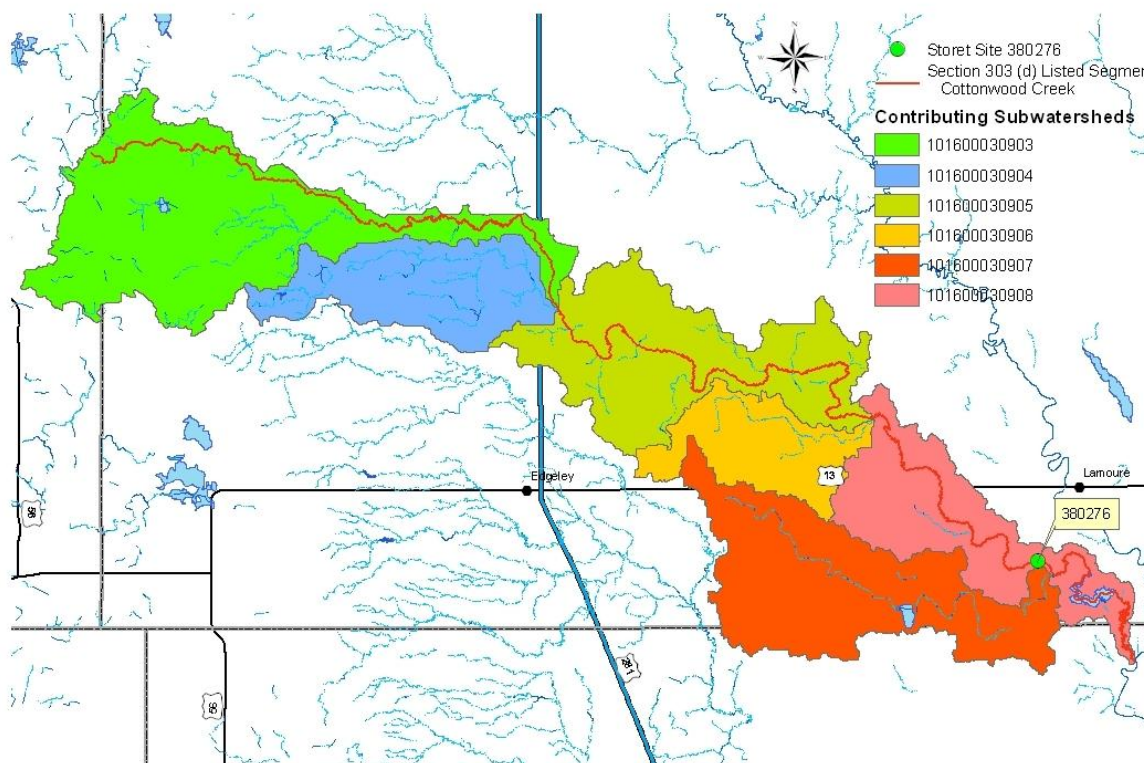 N
W
E
S
Storet Site 380276
Section 303 (d) Listed Segmen
Cottonwood Creek
Contributing Subwatersheds
101600030903
101600030904
101600030905
101600030906
101600030907
101600030908
Edgeley
13
Lamoure
380276
56
281
56